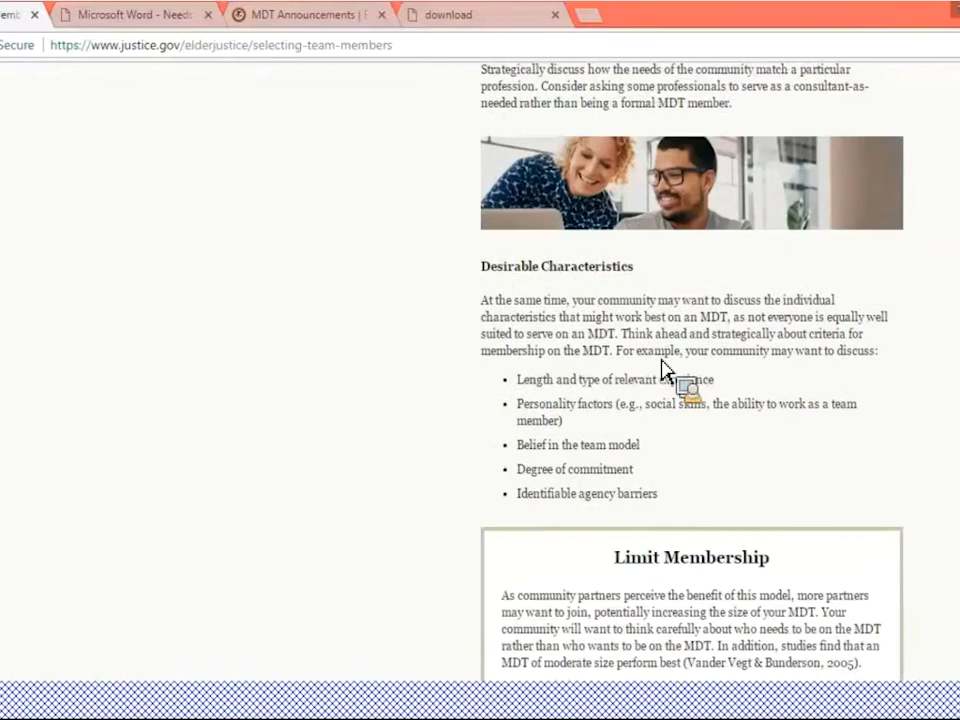 Microsoft Word - Needs
MDT Announcements |
download
Secure | https://www.justice.gov/elderjustice/selecting-team-members
Strategically discuss how the needs of the community match a particular
profession. Consider asking some professionals to serve as a consultant-as-
needed rather than being a formal MDT member.
Desirable Characteristics
At the same time, your community may want to discuss the individual
characteristics that might work best on an MDT, as not everyone is equally well
suited to serve on an MDT. Think ahead and strategically about criteria for
membership on the MDT. For example, your community may want to discuss:
• Length and type of relevant experience
• Personality factors (e.g., social skills, the ability to work as a team
member)
• Belief in the team model
• Degree of commitment
• Identifiable agency barriers
Limit Membership
As community partners perceive the benefit of this model, more partners
may want to join, potentially increasing the size of your MDT. Your
community will want to think carefully about who needs to be on the MDT
rather than who wants to be on the MDT. In addition, studies find that an
MDT of moderate size perform best (Vander Vegt & Bunderson, 2005).